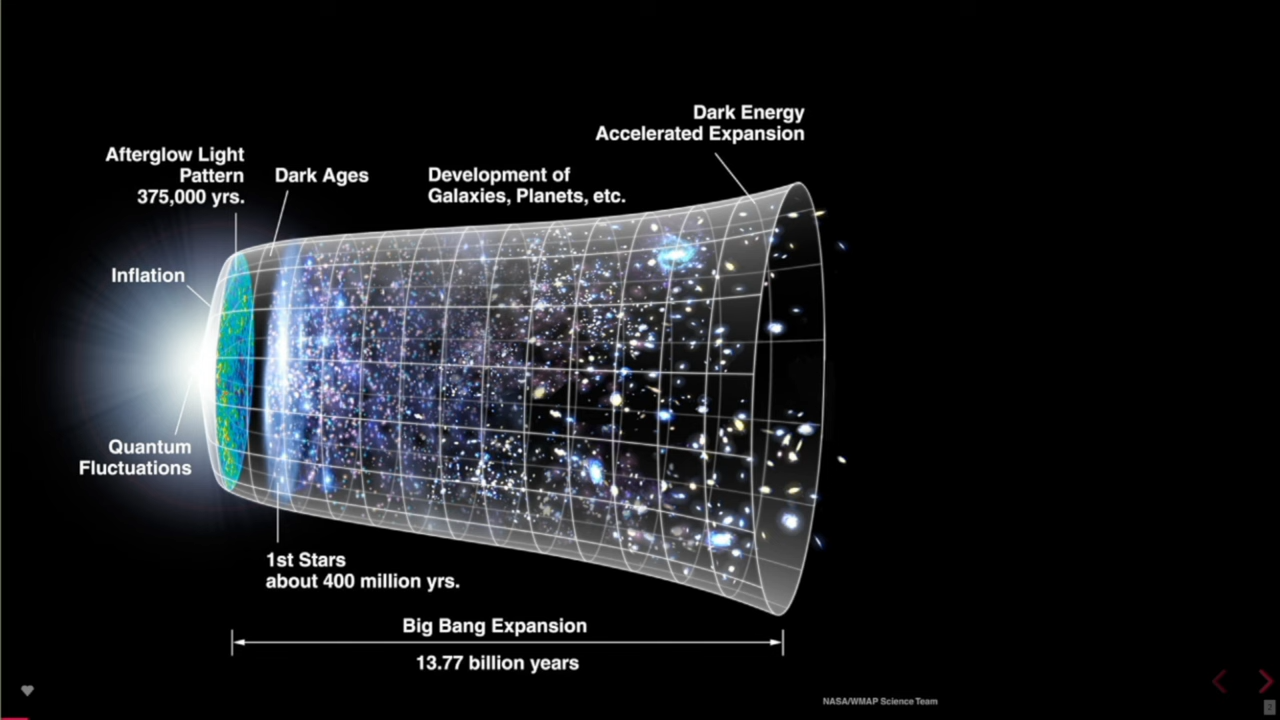 Dark Energy
Accelerated Expansion
Afterglow Light
Pattern
375,000 yrs.
Dark Ages
Development of
Galaxies, Planets, etc.
Inflation
Quantum
Fluctuations
1st Stars
about 400 million yrs.
Big Bang Expansion
13.77 billion years
NASA/WMAP Science Team
2